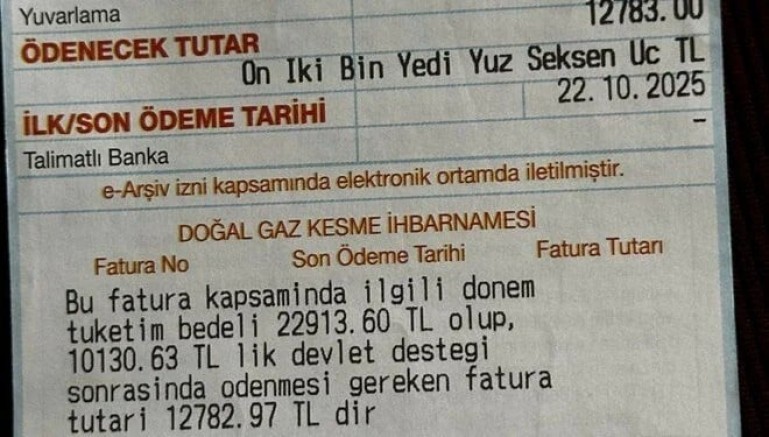 Yuvarlama
12783.00
ÖDENECEK TUTAR
On Iki Bin Yedi Yuz Seksen Uc TL
İLK/SON ÖDEME TARİHİ
22.10.2025
Talimatlı Banka
-
e-Arşiv izni kapsamında elektronik ortamda iletilmiştir.
DOĞAL GAZ KESME İHBARNAMESİ
Fatura No Son Ödeme Tarihi Fatura Tutarı
Bu fatura kapsaminda ilgili donem
tuketim bedeli 22913.60 TL olup,
10130.63 TL lik devlet destegi
sonrasinda odenmesi gereken fatura
tutari 12782.97 TL dir